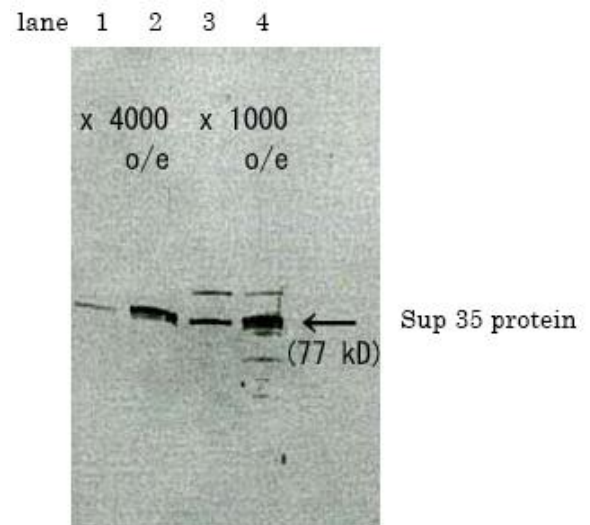 lane 1 2 3 4
x 4000 x 1000
o/e o/e
Sup 35 protein
(77 kD)